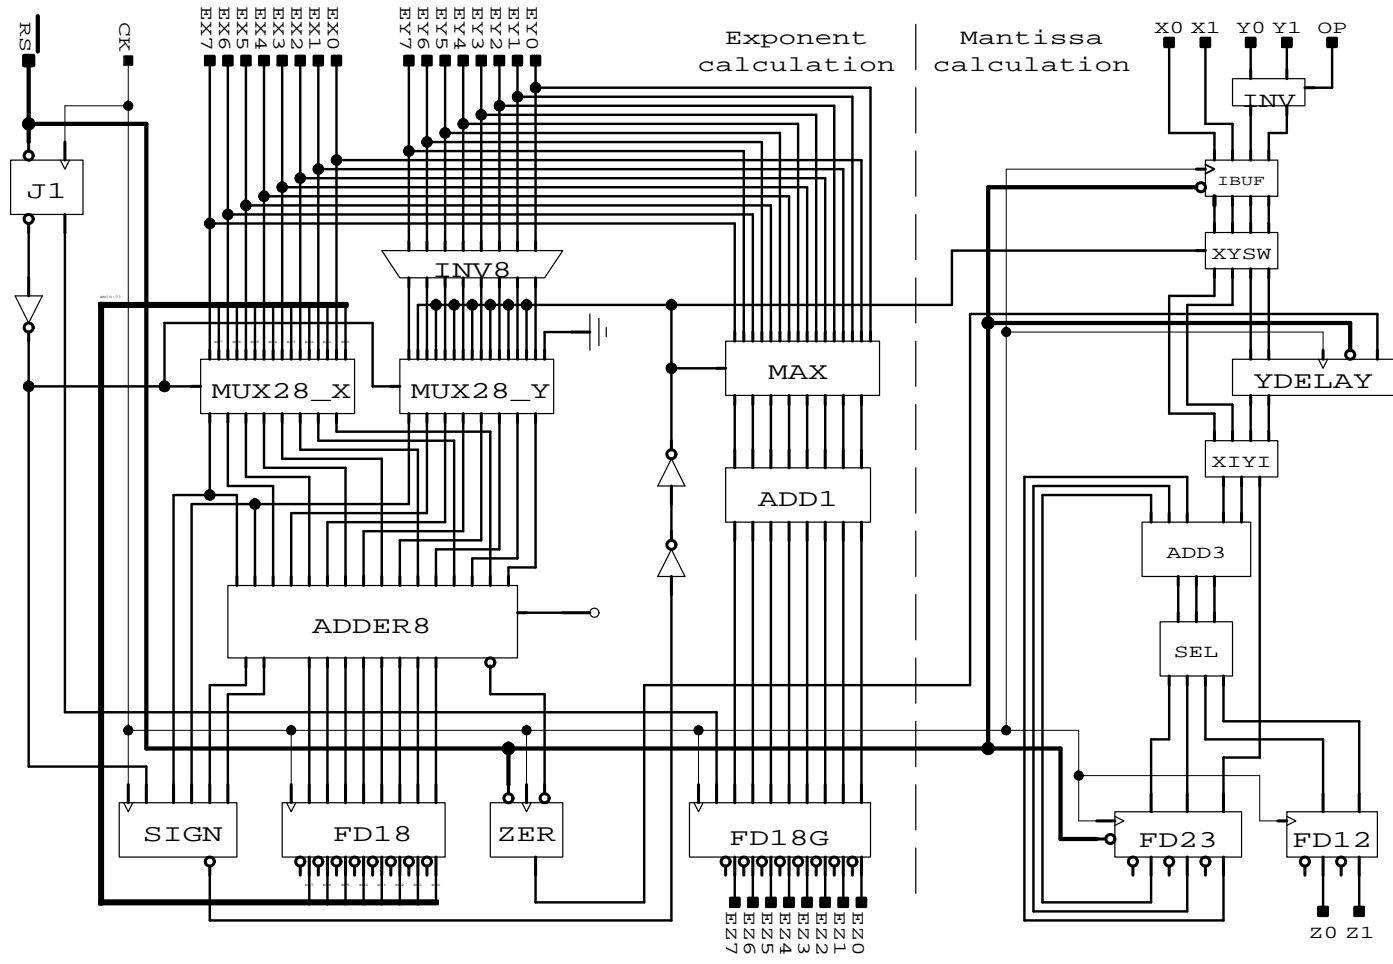 RS
CK
EX7
EX6
EX5
EX4
EX3
EX2
EX1
EX0
EY7
EY6
EY5
EY4
EY3
EY2
EY1
EY0
Exponent
calculation
Mantissa
calculation
X0 X1 Y0 Y1 OP
INV
J1
IBUF
XYSW
INV8
MUX28_X
MUX28_Y
MAX
YDELAY
XIYI
ADD1
ADD3
ADDER8
SEL
SIGN
FD18
ZER
FD18G
FD23
FD12
EZ7
EZ6
EZ5
EZ4
EZ3
EZ2
EZ1
EZ0
Z0 Z1